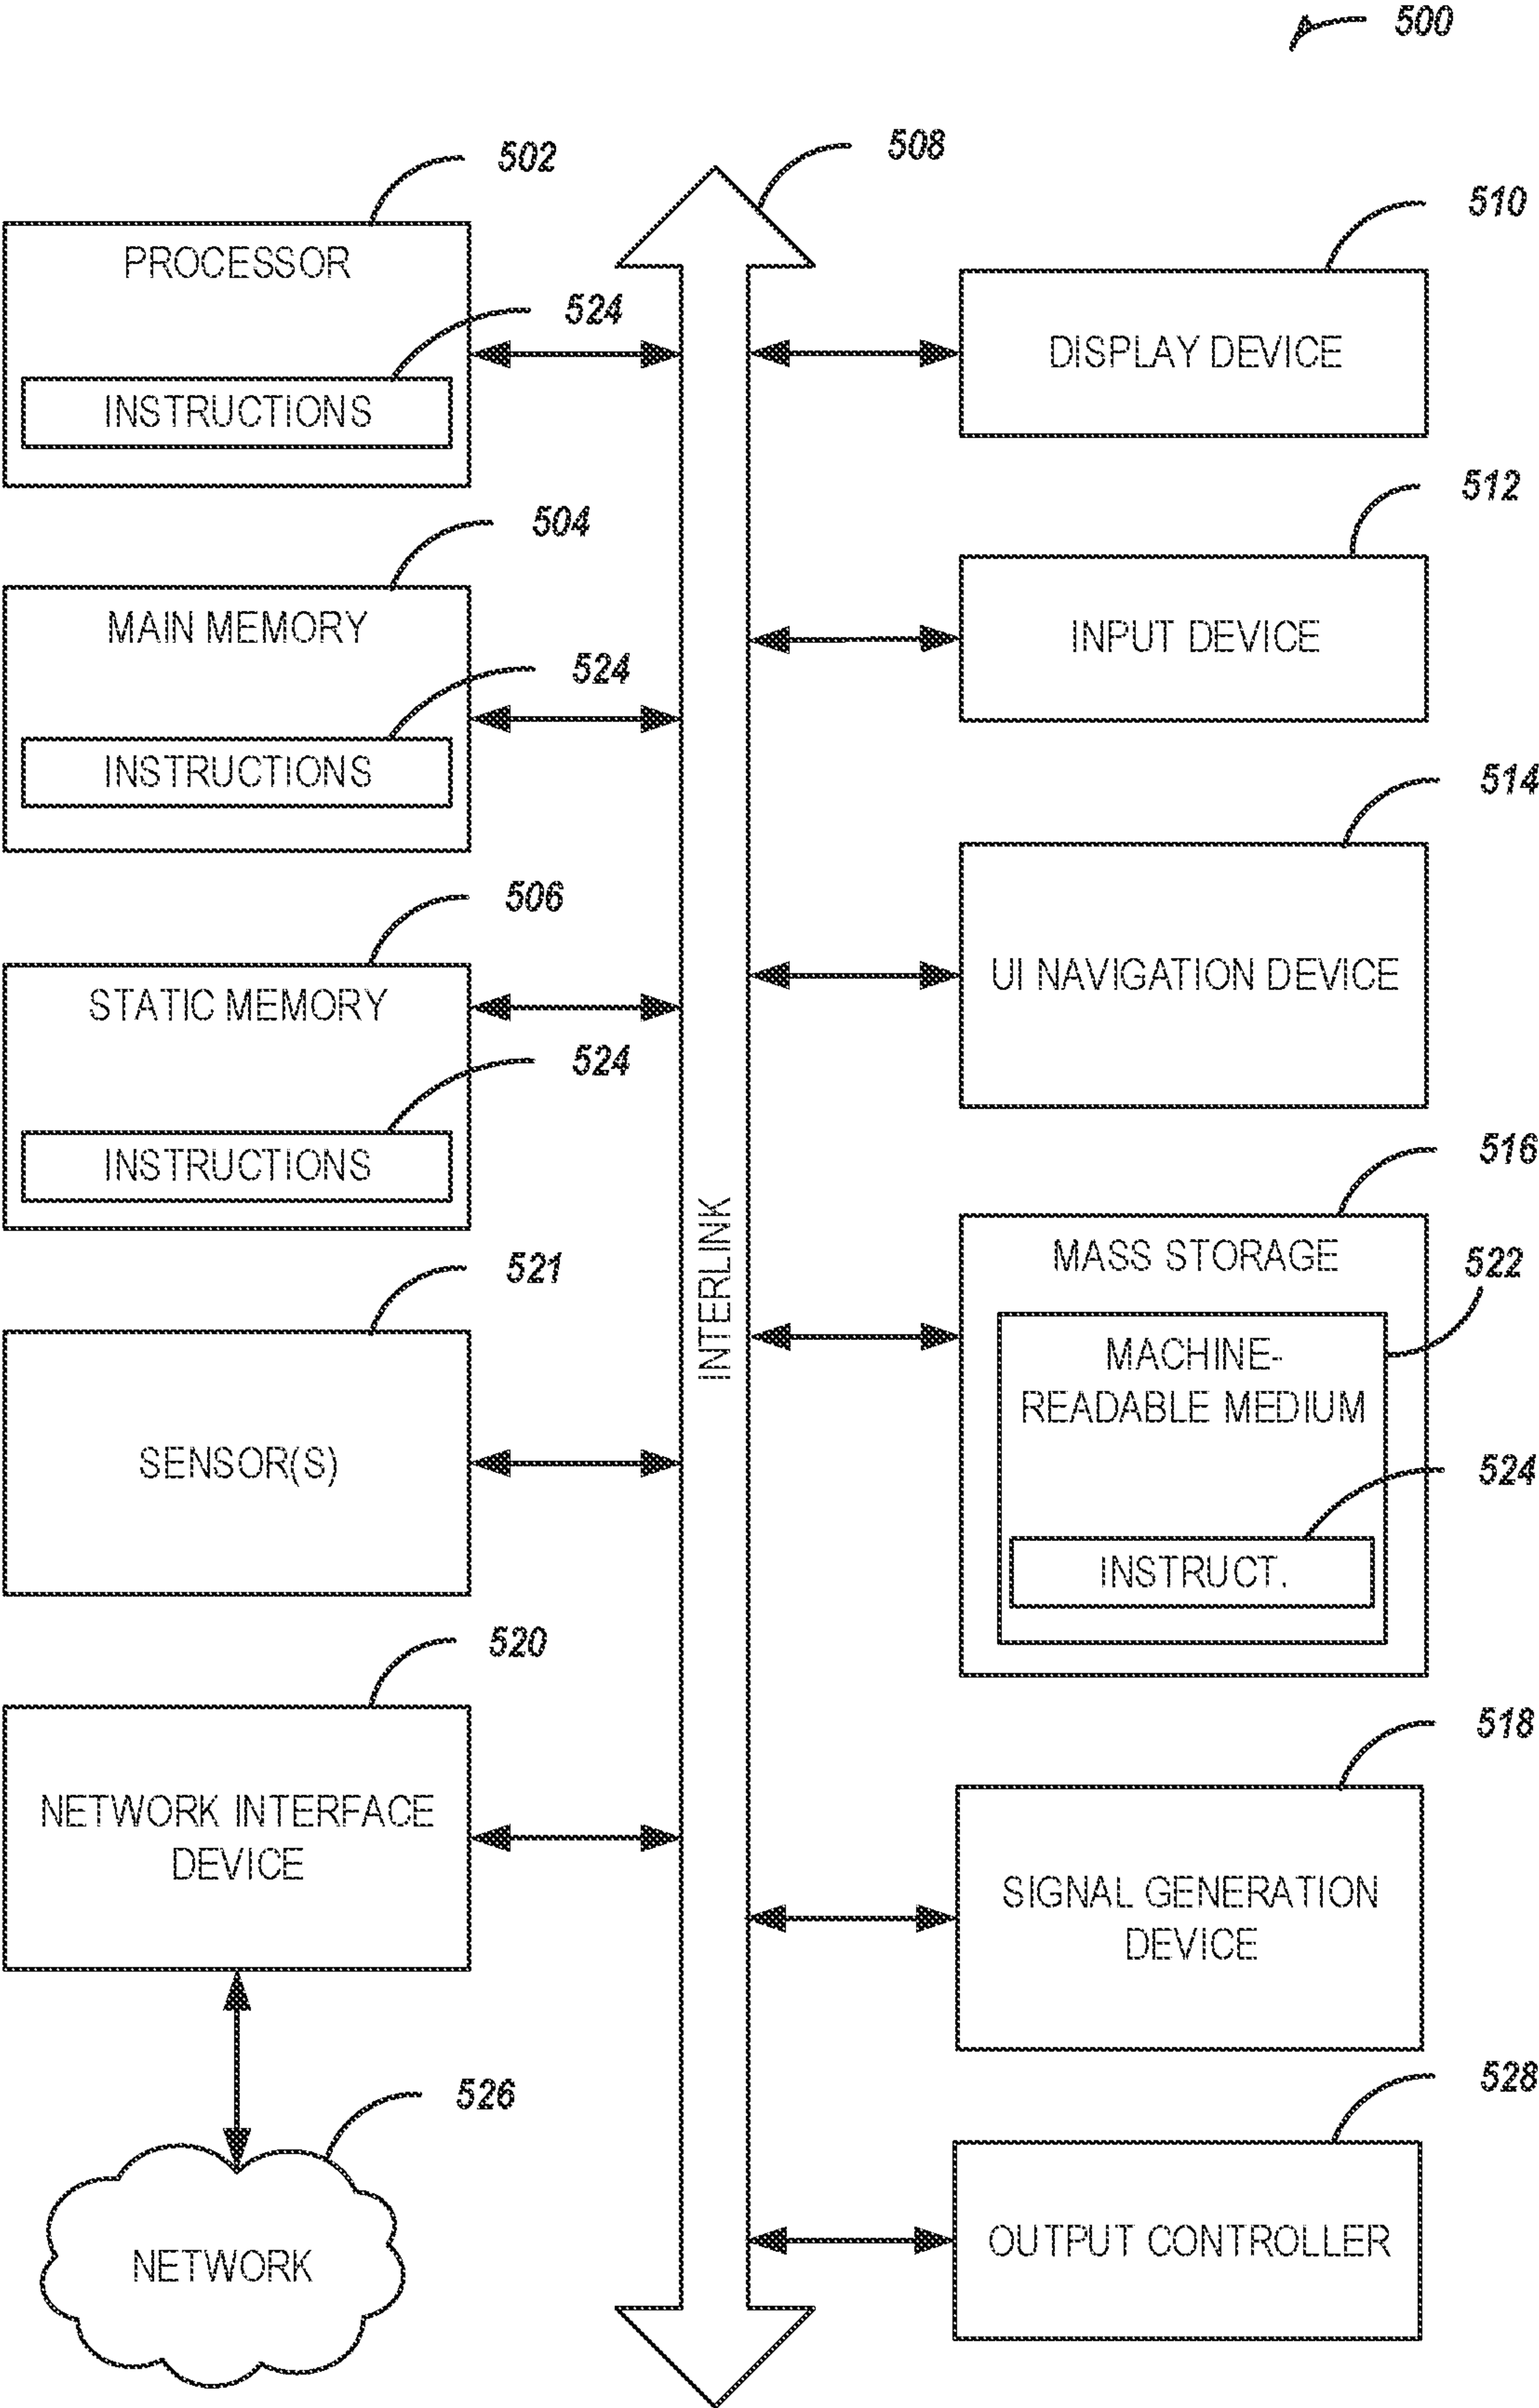 500
502
PROCESSOR
524
INSTRUCTIONS
504
MAIN MEMORY
524
INSTRUCTIONS
506
STATIC MEMORY
524
INSTRUCTIONS
521
SENSOR(S)
520
NETWORK INTERFACE
DEVICE
526
NETWORK
508
INTERLINK
510
DISPLAY DEVICE
512
INPUT DEVICE
514
UI NAVIGATION DEVICE
516
MASS STORAGE
522
MACHINE-
READABLE MEDIUM
524
INSTRUCT.
518
SIGNAL GENERATION
DEVICE
528
OUTPUT CONTROLLER